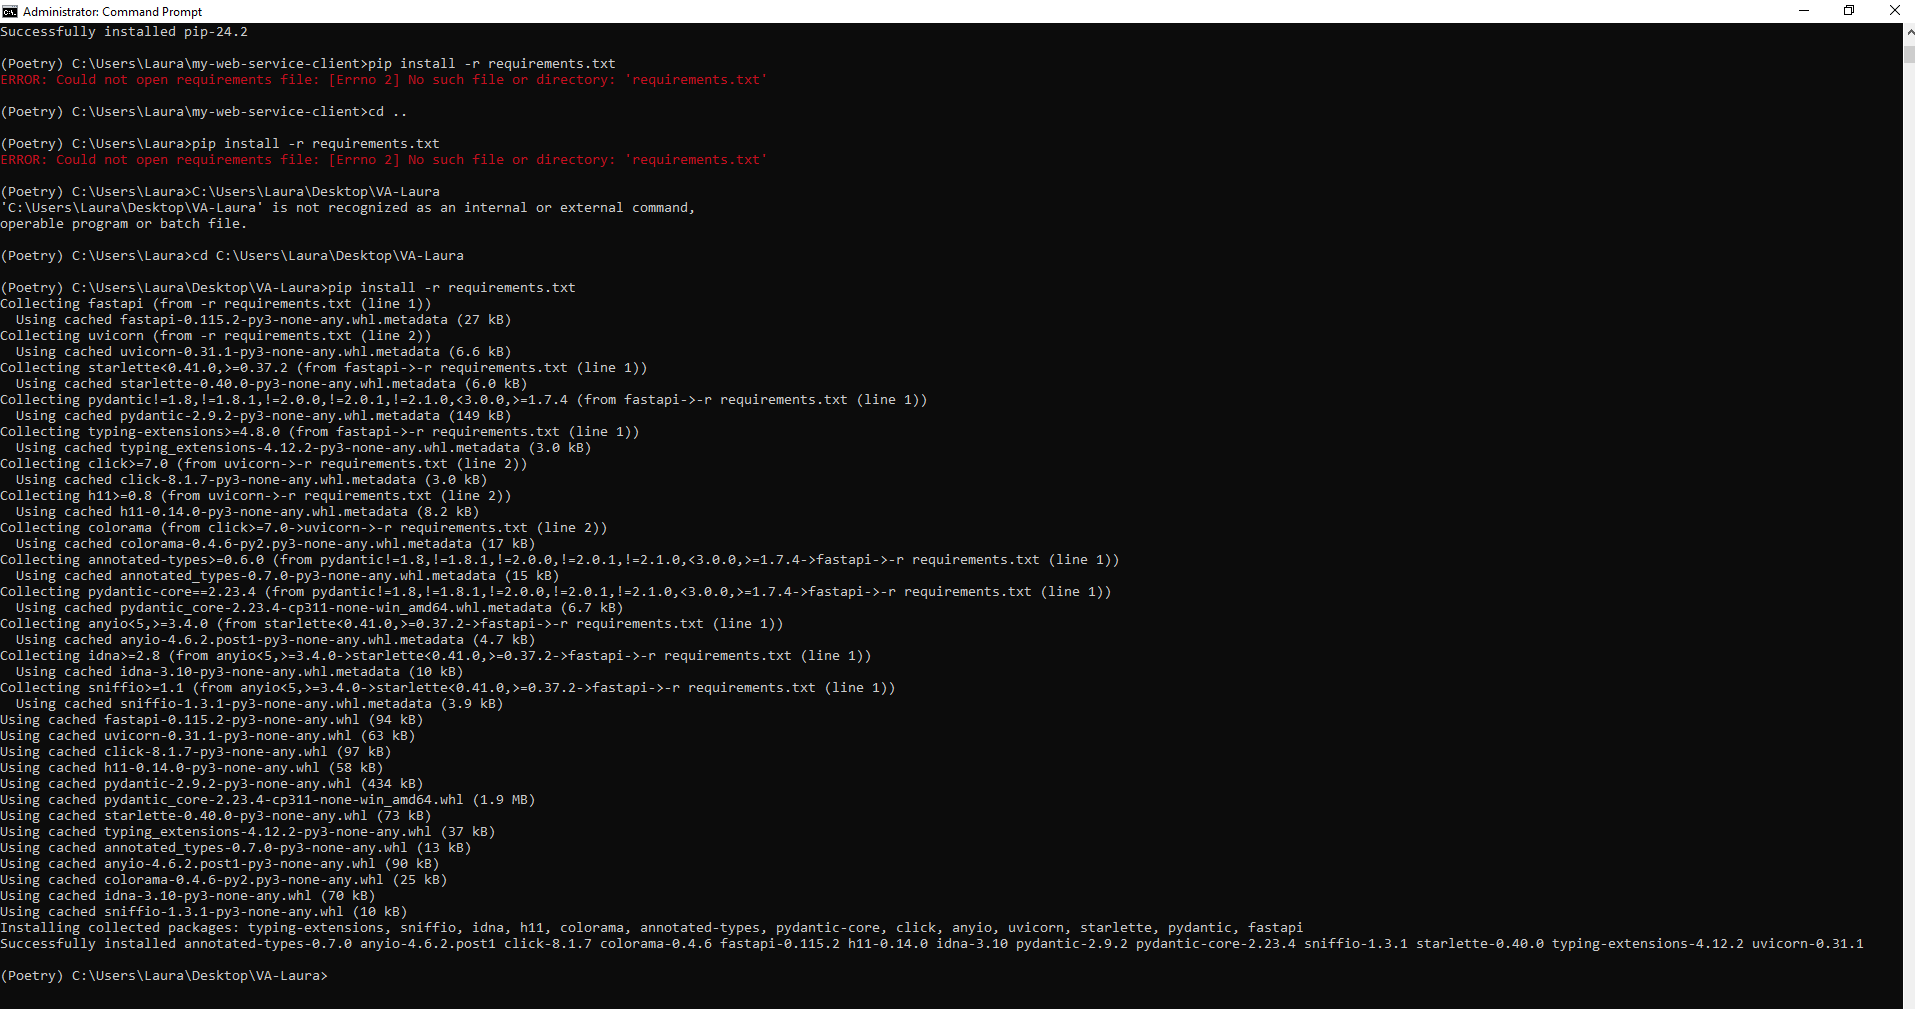 Administrator: Command Prompt
Successfully installed pip-24.2
(Poetry) C:\Users\Laura\my-web-service-client>pip install -r requirements.txt
ERROR: Could not open requirements file: [Errno 2] No such file or directory: 'requirements.txt'
(Poetry) C:\Users\Laura\my-web-service-client>cd ..
(Poetry) C:\Users\Laura>pip install -r requirements.txt
ERROR: Could not open requirements file: [Errno 2] No such file or directory: 'requirements.txt'
(Poetry) C:\Users\Laura>C:\Users\Laura\Desktop\VA-Laura
'C:\Users\Laura\Desktop\VA-Laura' is not recognized as an internal or external command,
operable program or batch file.
(Poetry) C:\Users\Laura>cd C:\Users\Laura\Desktop\VA-Laura
(Poetry) C:\Users\Laura\Desktop\VA-Laura>pip install -r requirements.txt
Collecting fastapi (from -r requirements.txt (line 1))
  Using cached fastapi-0.115.2-py3-none-any.whl.metadata (27 kB)
Collecting uvicorn (from -r requirements.txt (line 2))
  Using cached uvicorn-0.31.1-py3-none-any.whl.metadata (6.6 kB)
Collecting starlette<0.41.0,>=0.37.2 (from fastapi->-r requirements.txt (line 1))
  Using cached starlette-0.40.0-py3-none-any.whl.metadata (6.0 kB)
Collecting pydantic!=1.8,!=1.8.1,!=2.0.0,!=2.0.1,!=2.1.0,<3.0.0,>=1.7.4 (from fastapi->-r requirements.txt (line 1))
  Using cached pydantic-2.9.2-py3-none-any.whl.metadata (149 kB)
Collecting typing-extensions>=4.8.0 (from fastapi->-r requirements.txt (line 1))
  Using cached typing_extensions-4.12.2-py3-none-any.whl.metadata (3.0 kB)
Collecting click>=7.0 (from uvicorn->-r requirements.txt (line 2))
  Using cached click-8.1.7-py3-none-any.whl.metadata (3.0 kB)
Collecting h11>=0.8 (from uvicorn->-r requirements.txt (line 2))
  Using cached h11-0.14.0-py3-none-any.whl.metadata (8.2 kB)
Collecting colorama (from click>=7.0->uvicorn->-r requirements.txt (line 2))
  Using cached colorama-0.4.6-py2.py3-none-any.whl.metadata (17 kB)
Collecting annotated-types>=0.6.0 (from pydantic!=1.8,!=1.8.1,!=2.0.0,!=2.0.1,!=2.1.0,<3.0.0,>=1.7.4->fastapi->-r requirements.txt (line 1))
  Using cached annotated_types-0.7.0-py3-none-any.whl.metadata (15 kB)
Collecting pydantic-core==2.23.4 (from pydantic!=1.8,!=1.8.1,!=2.0.0,!=2.0.1,!=2.1.0,<3.0.0,>=1.7.4->fastapi->-r requirements.txt (line 1))
  Using cached pydantic_core-2.23.4-cp311-none-win_amd64.whl.metadata (6.7 kB)
Collecting anyio<5,>=3.4.0 (from starlette<0.41.0,>=0.37.2->fastapi->-r requirements.txt (line 1))
  Using cached anyio-4.6.2.post1-py3-none-any.whl.metadata (4.7 kB)
Collecting idna>=2.8 (from anyio<5,>=3.4.0->starlette<0.41.0,>=0.37.2->fastapi->-r requirements.txt (line 1))
  Using cached idna-3.10-py3-none-any.whl.metadata (10 kB)
Collecting sniffio>=1.1 (from anyio<5,>=3.4.0->starlette<0.41.0,>=0.37.2->fastapi->-r requirements.txt (line 1))
  Using cached sniffio-1.3.1-py3-none-any.whl.metadata (3.9 kB)
Using cached fastapi-0.115.2-py3-none-any.whl (94 kB)
Using cached uvicorn-0.31.1-py3-none-any.whl (63 kB)
Using cached click-8.1.7-py3-none-any.whl (97 kB)
Using cached h11-0.14.0-py3-none-any.whl (58 kB)
Using cached pydantic-2.9.2-py3-none-any.whl (434 kB)
Using cached pydantic_core-2.23.4-cp311-none-win_amd64.whl (1.9 MB)
Using cached starlette-0.40.0-py3-none-any.whl (73 kB)
Using cached typing_extensions-4.12.2-py3-none-any.whl (37 kB)
Using cached annotated_types-0.7.0-py3-none-any.whl (13 kB)
Using cached anyio-4.6.2.post1-py3-none-any.whl (90 kB)
Using cached colorama-0.4.6-py2.py3-none-any.whl (25 kB)
Using cached idna-3.10-py3-none-any.whl (70 kB)
Using cached sniffio-1.3.1-py3-none-any.whl (10 kB)
Installing collected packages: typing-extensions, sniffio, idna, h11, colorama, annotated-types, pydantic-core, click, anyio, uvicorn, starlette, pydantic, fastapi
Successfully installed annotated-types-0.7.0 anyio-4.6.2.post1 click-8.1.7 colorama-0.4.6 fastapi-0.115.2 h11-0.14.0 idna-3.10 pydantic-2.9.2 pydantic-core-2.23.4 sniffio-1.3.1 starlette-0.40.0 typing-extensions-4.12.2 uvicorn-0.31.1
(Poetry) C:\Users\Laura\Desktop\VA-Laura>